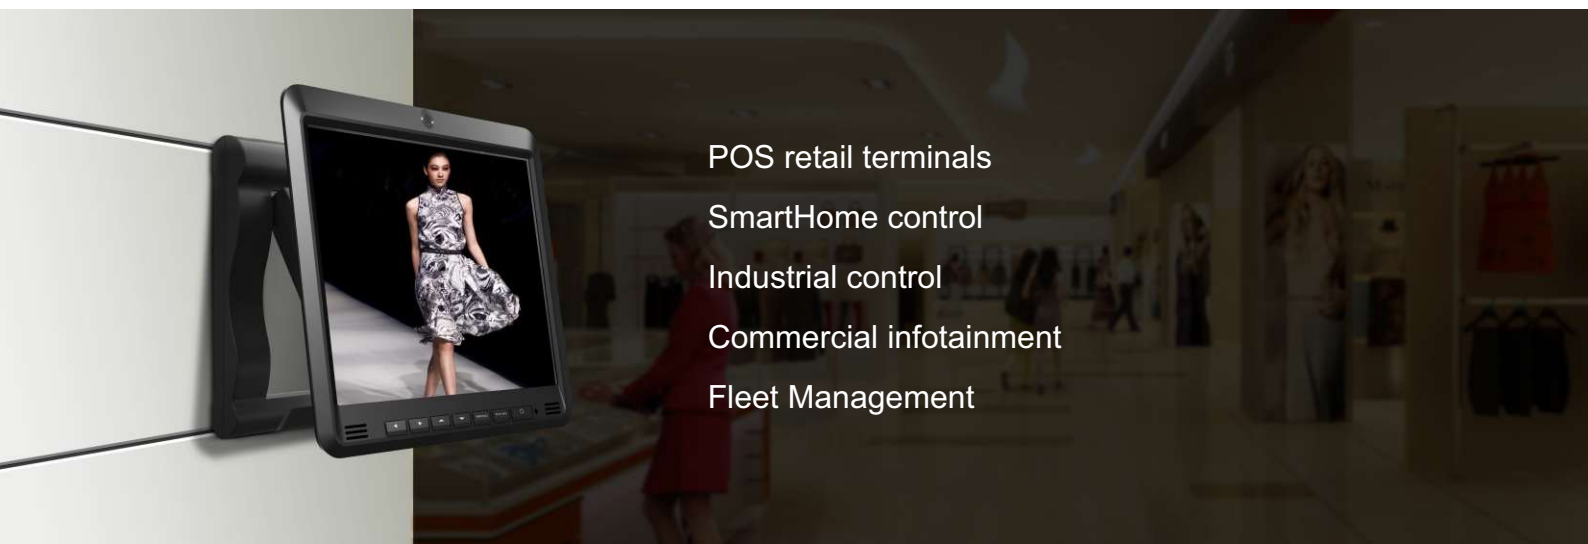 POS retail terminals
SmartHome control
Industrial control
Commercial infotainment
Fleet Management